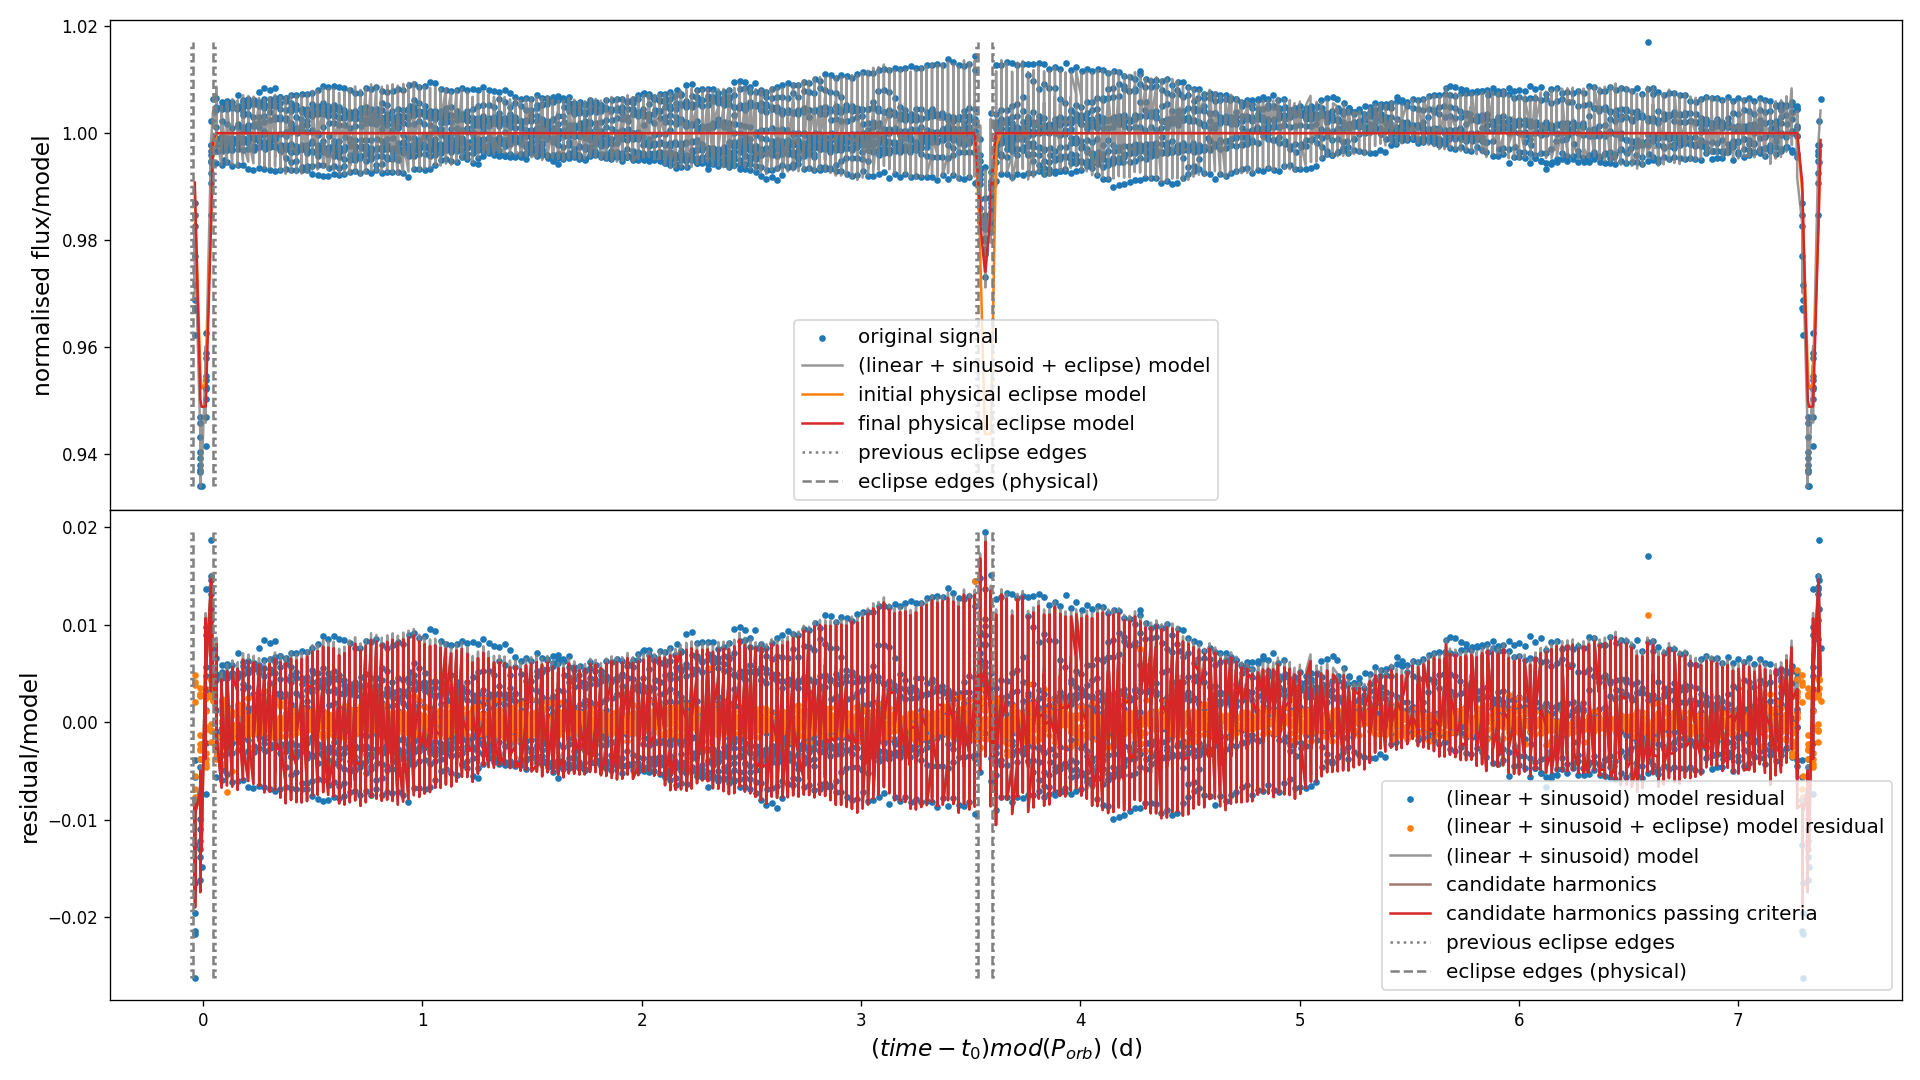 1.02
1.00
0.98
0.96
0.94
normalised flux/model
original signal
(linear + sinusoid + eclipse) model
initial physical eclipse model
final physical eclipse model
previous eclipse edges
eclipse edges (physical)
0.02
0.01
0.00
−0.01
−0.02
residual/model
(linear + sinusoid) model residual
(linear + sinusoid + eclipse) model residual
(linear + sinusoid) model
candidate harmonics
candidate harmonics passing criteria
previous eclipse edges
eclipse edges (physical)
0 1 2 3 4 5 6 7
(time − t₀)mod(Pₒᵣb) (d)